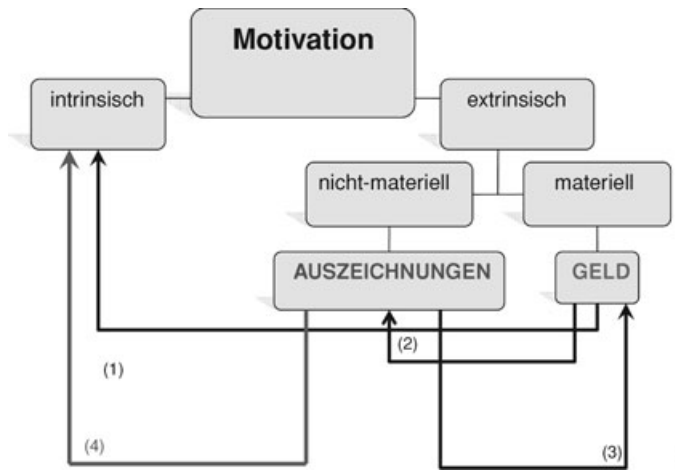 Motivation
intrinsisch
extrinsisch
nicht-materiell
materiell
AUSZEICHNUNGEN
GELD
(2)
(1)
(4)
(3)